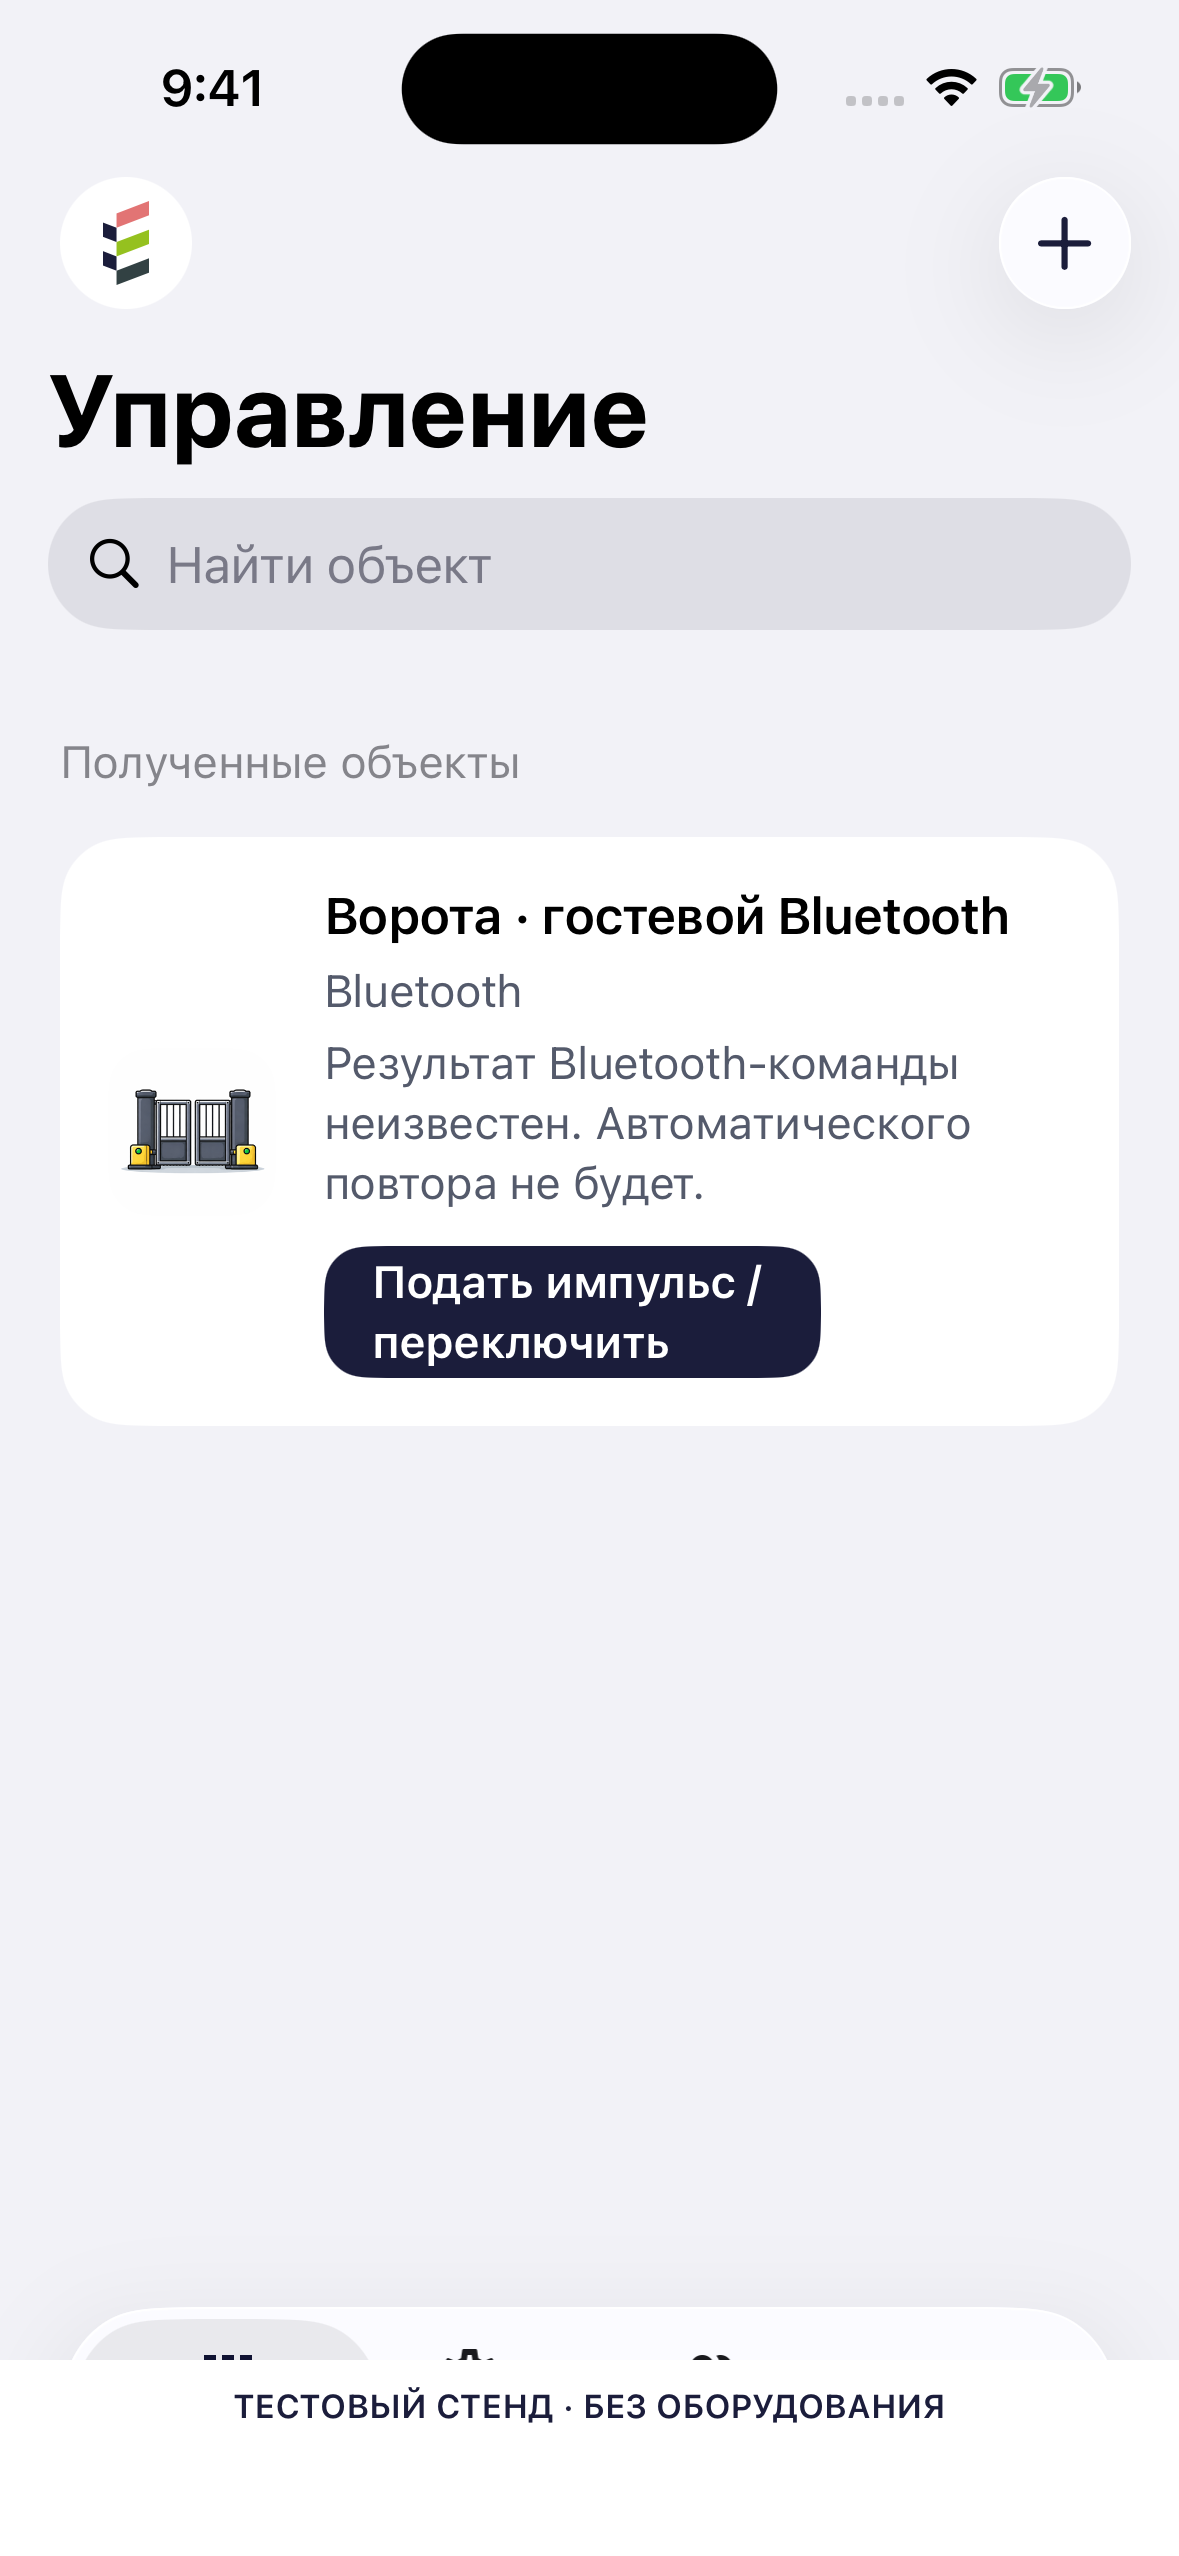 9:41
Управление
Найти объект
Полученные объекты
Ворота · гостевой Bluetooth
Bluetooth
Результат Bluetooth-команды
неизвестен. Автоматического
повтора не будет.
Подать импульс /
переключить
ТЕСТОВЫЙ СТЕНД · БЕЗ ОБОРУДОВАНИЯ